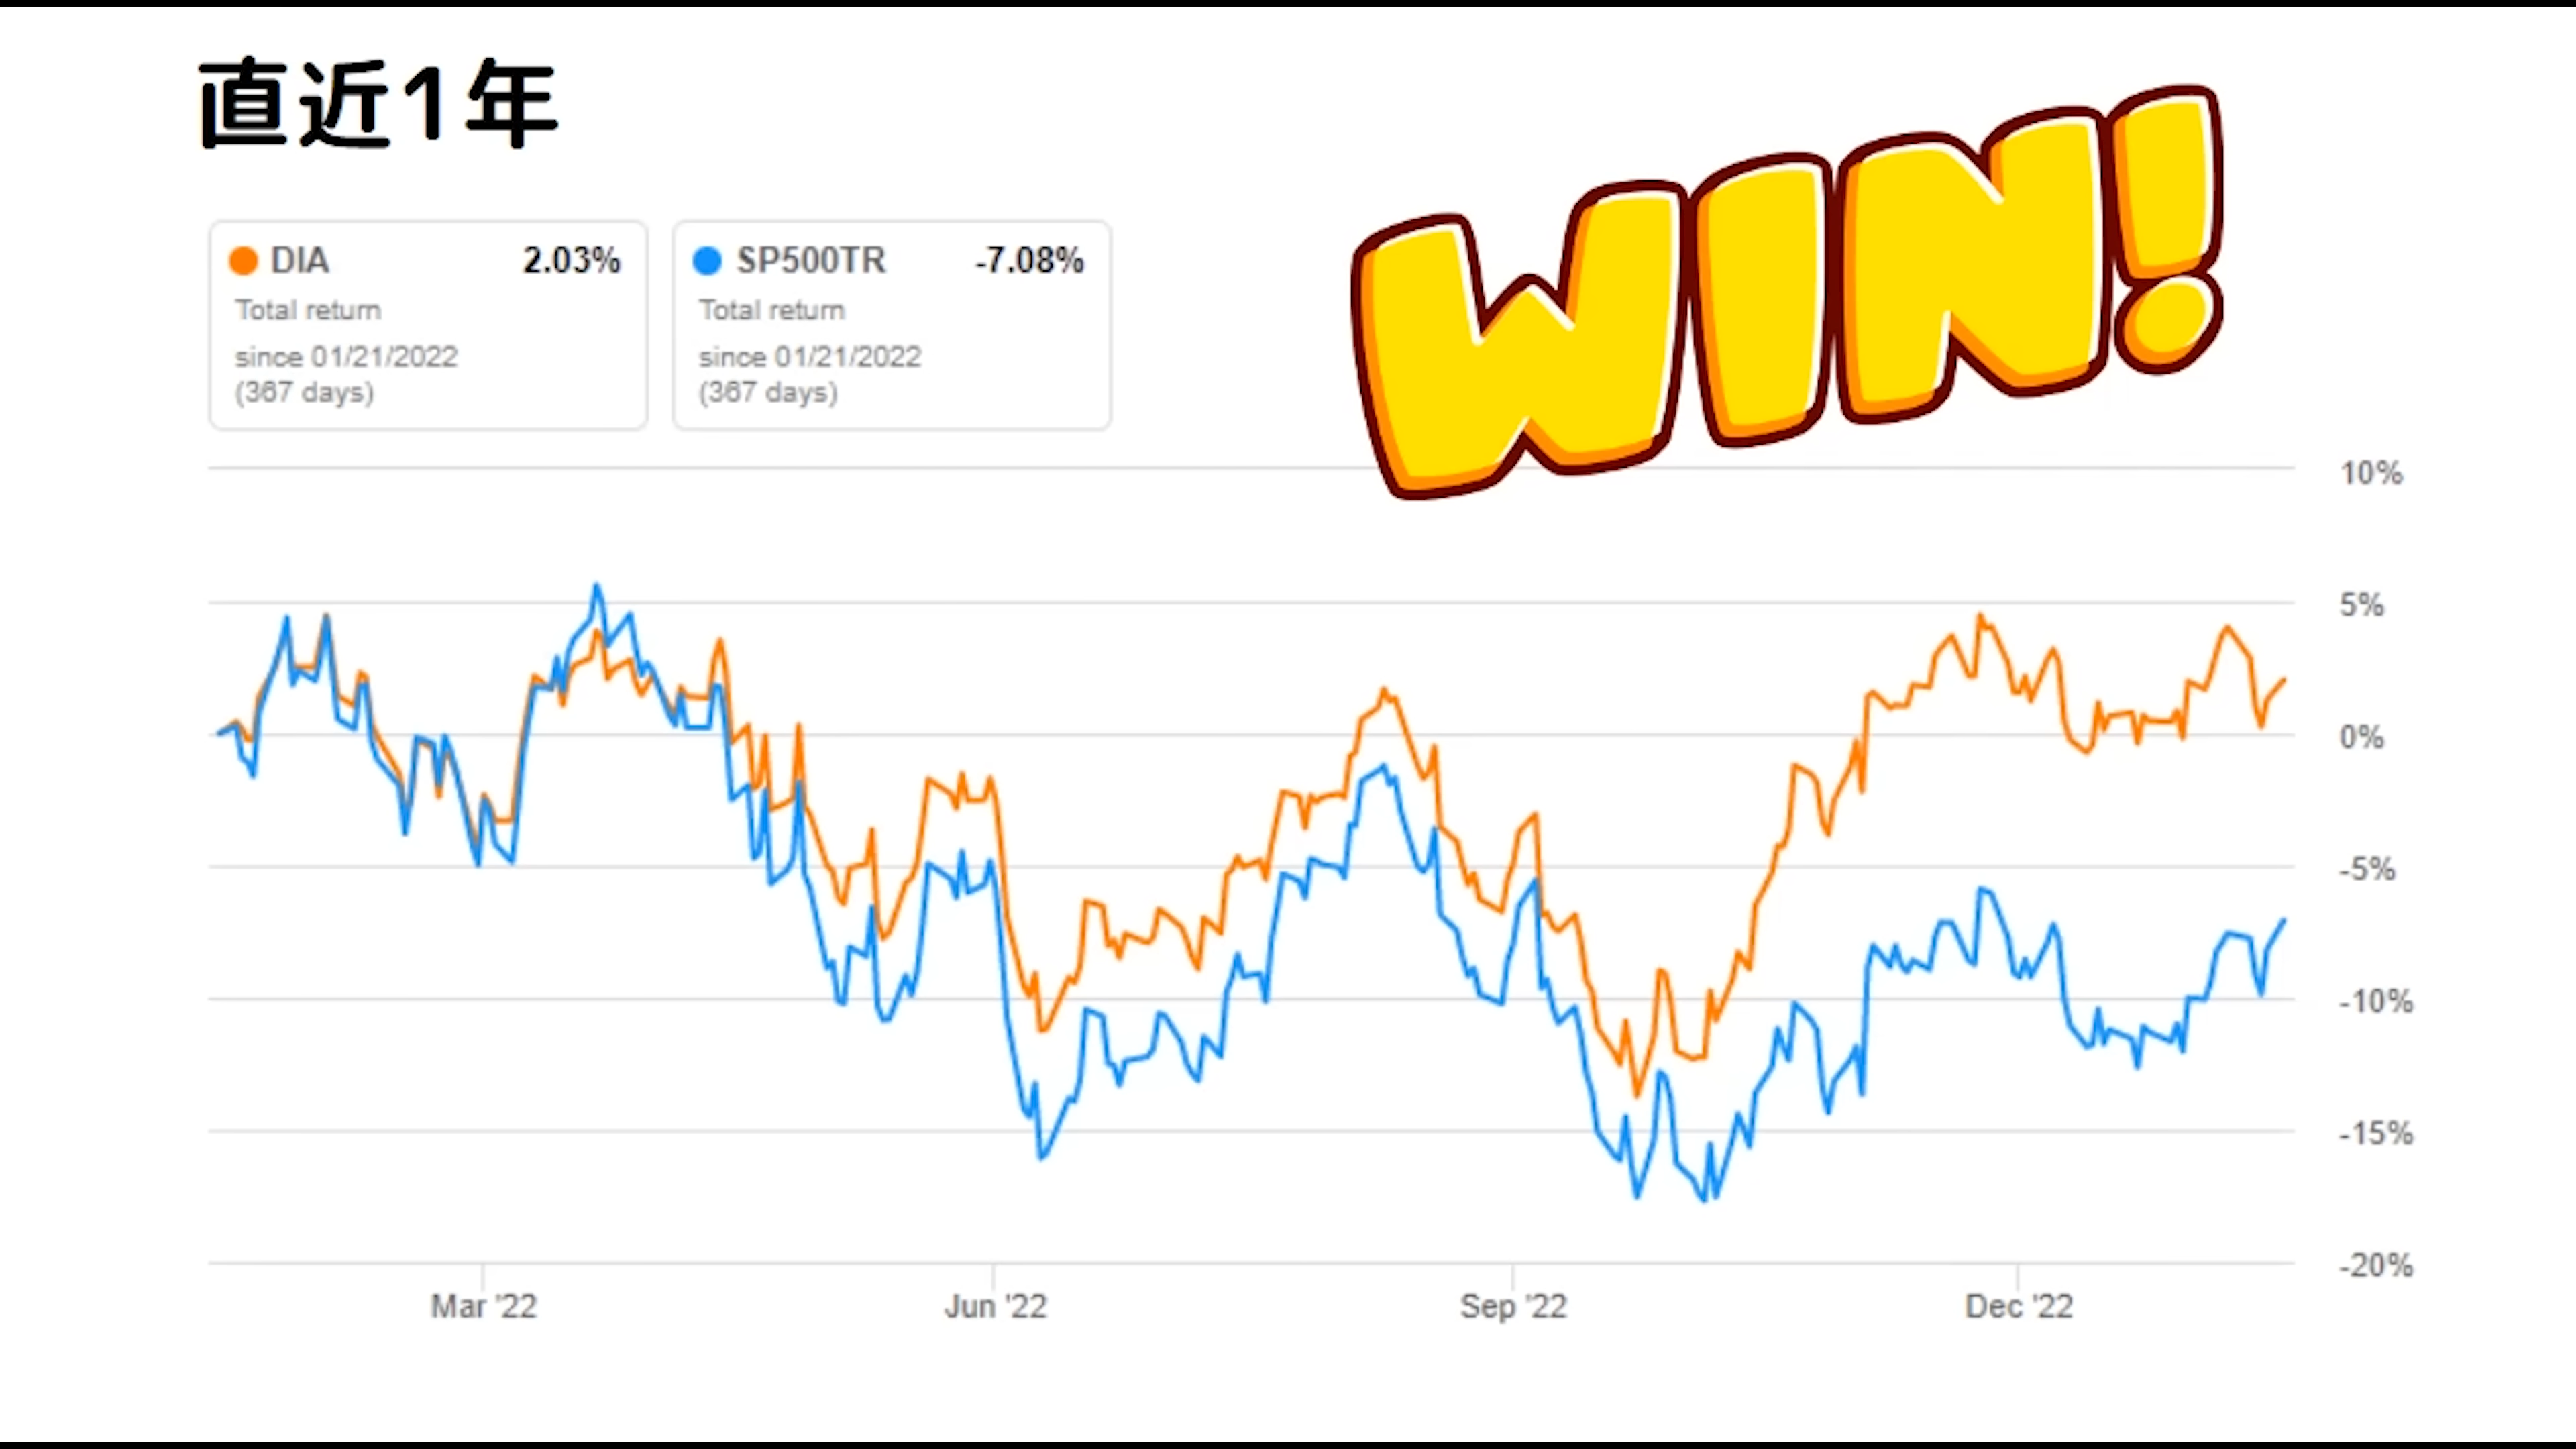 直近1年
WIN!
DIA 2.03%
Total return
since 01/21/2022
(367 days)
SP500TR -7.08%
Total return
since 01/21/2022
(367 days)
10%
5%
0%
-5%
-10%
-15%
-20%
Mar '22
Jun '22
Sep '22
Dec '22